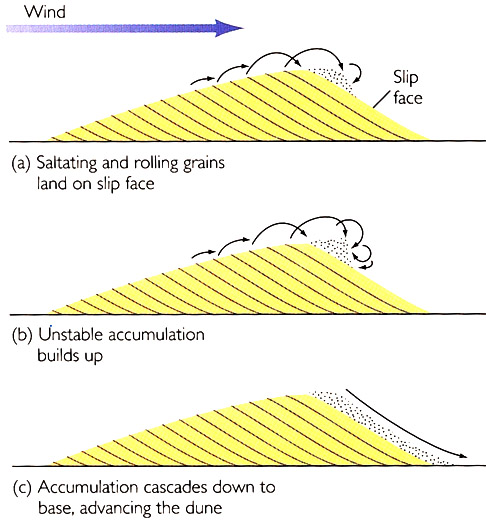 Wind
Slip
face
(a) Saltating and rolling grains
land on slip face
(b) Unstable accumulation
builds up
(c) Accumulation cascades down to
base, advancing the dune